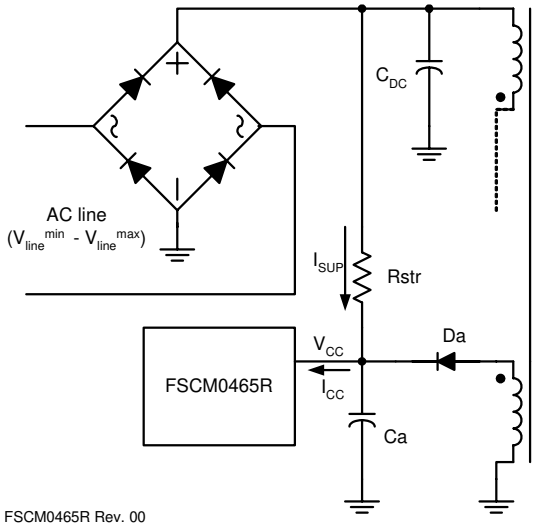 C_DC
AC line
(V_line^min - V_line^max)
I_SUP
Rstr
Da
V_CC
FSCM0465R
I_CC
Ca
FSCM0465R Rev. 00